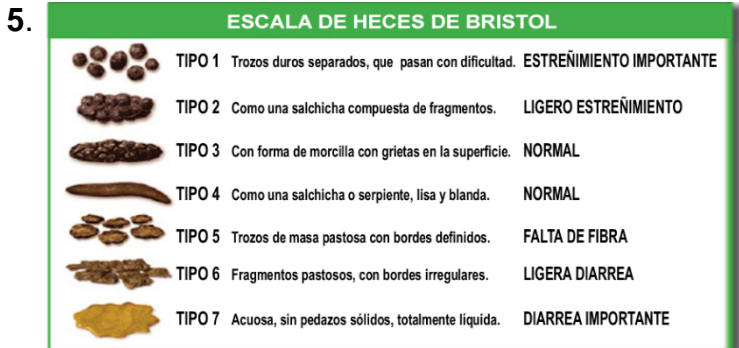 5. ESCALA DE HECES DE BRISTOL
TIPO 1 Trozos duros separados, que pasan con dificultad. ESTREÑIMIENTO IMPORTANTE
TIPO 2 Como una salchicha compuesta de fragmentos. LIGERO ESTREÑIMIENTO
TIPO 3 Con forma de morcilla con grietas en la superficie. NORMAL
TIPO 4 Como una salchicha o serpiente, lisa y blanda. NORMAL
TIPO 5 Trozos de masa pastosa con bordes definidos. FALTA DE FIBRA
TIPO 6 Fragmentos pastosos, con bordes irregulares. LIGERA DIARREA
TIPO 7 Acuosa, sin pedazos sólidos, totalmente líquida. DIARREA IMPORTANTE